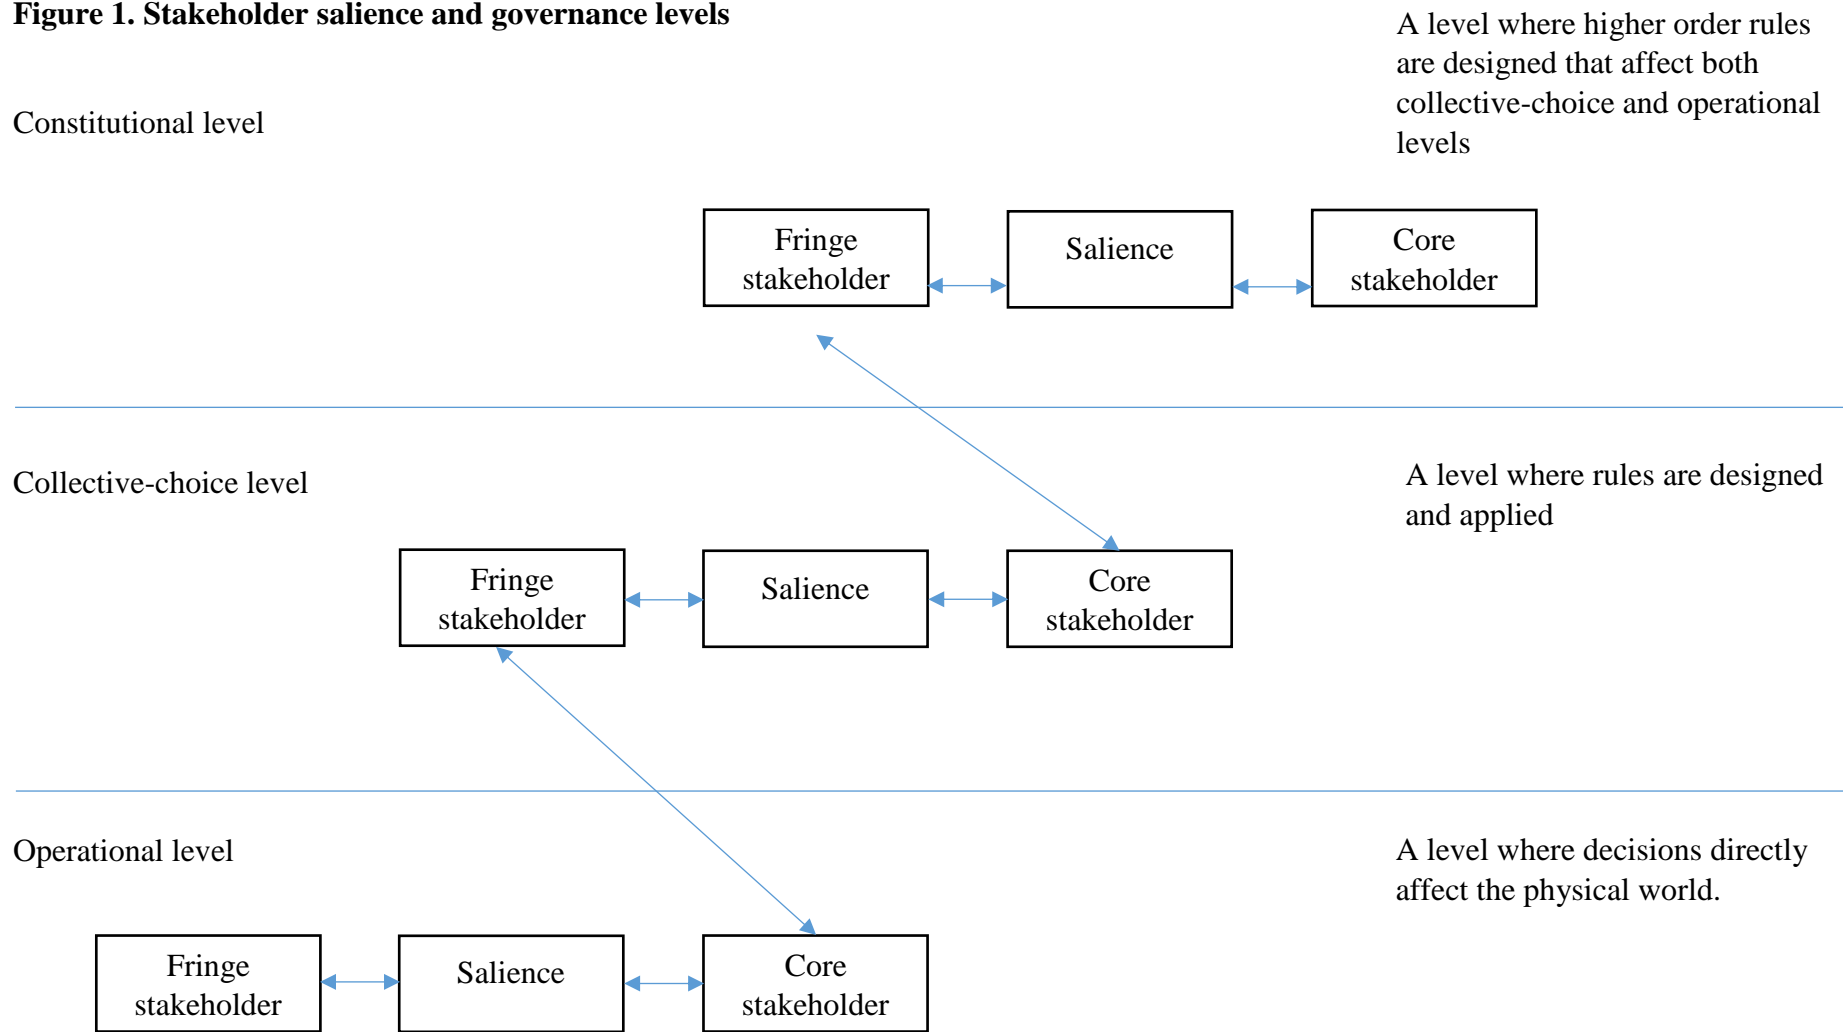 Figure 1. Stakeholder salience and governance levels
A level where higher order rules
are designed that affect both
collective-choice and operational
levels
Constitutional level
Fringe
stakeholder
Salience
Core
stakeholder
Collective-choice level
A level where rules are designed
and applied
Fringe
stakeholder
Salience
Core
stakeholder
Operational level
A level where decisions directly
affect the physical world.
Fringe
stakeholder
Salience
Core
stakeholder